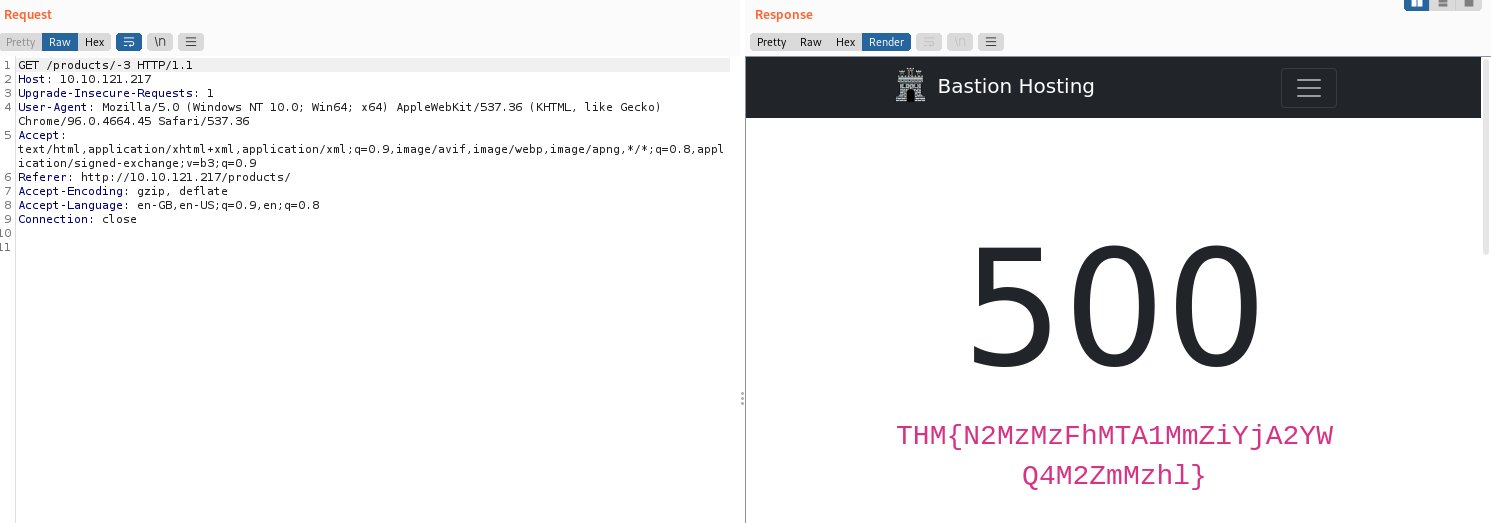 Request
Response
Pretty Raw Hex \n
Pretty Raw Hex Render \n
1 GET /products/-3 HTTP/1.1
2 Host: 10.10.121.217
3 Upgrade-Insecure-Requests: 1
4 User-Agent: Mozilla/5.0 (Windows NT 10.0; Win64; x64) AppleWebKit/537.36 (KHTML, like Gecko)
Chrome/96.0.4664.45 Safari/537.36
5 Accept:
text/html,application/xhtml+xml,application/xml;q=0.9,image/avif,image/webp,image/apng,*/*;q=0.8,appl
ication/signed-exchange;v=b3;q=0.9
6 Referer: http://10.10.121.217/products/
7 Accept-Encoding: gzip, deflate
8 Accept-Language: en-GB,en-US;q=0.9,en;q=0.8
9 Connection: close
10
11
Bastion Hosting
500
THM{N2MzMzFhMTA1MmZiYjA2YW
Q4M2ZmMzhl}